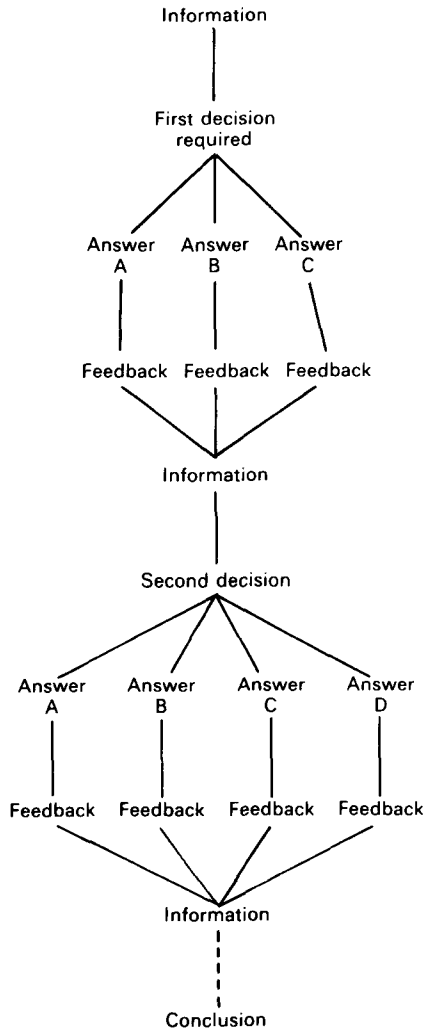 Information
First decision
required
Answer Answer Answer
A B C
Feedback Feedback Feedback
Information
Second decision
Answer Answer Answer Answer
A B C D
Feedback Feedback Feedback Feedback
Information
Conclusion